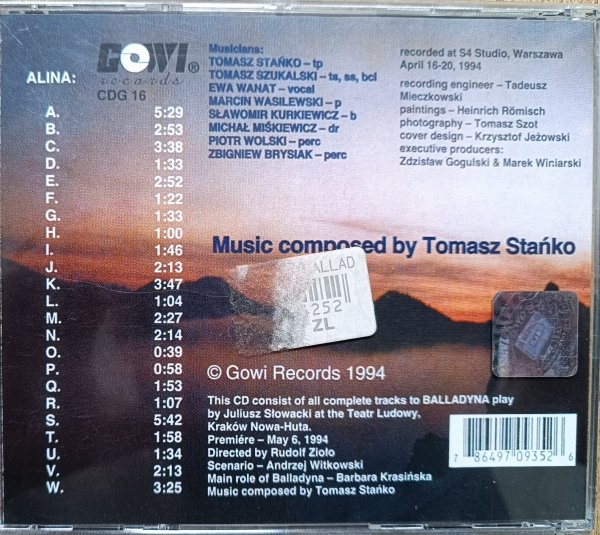 GOWI®
records
CDG 16
ALINA:
A. 5:29
B. 2:53
C. 3:38
D. 1:33
E. 2:52
F. 1:22
G. 1:33
H. 1:00
I. 1:46
J. 2:13
K. 3:47
L. 1:04
M. 2:27
N. 2:14
O. 0:39
P. 0:58
Q. 1:53
R. 1:07
S. 5:42
T. 1:58
U. 1:34
V. 2:13
W. 3:25
Musicians:
TOMASZ STAŃKO – tp
TOMASZ SZUKALSKI – ts, ss, bcl
EWA WANAT – vocal
MARCIN WASILEWSKI – p
SŁAWOMIR KURKIEWICZ – b
MICHAŁ MIŚKIEWICZ – dr
PIOTR WOLSKI – perc
ZBIGNIEW BRYSIAK – perc
recorded at S4 Studio, Warszawa
April 16-20, 1994
recording engineer – Tadeusz
Mieczkowski
paintings – Heinrich Römisch
photography – Tomasz Szot
cover design – Krzysztof Jeżowski
executive producers:
Zdzisław Gogulski & Marek Winiarski
Music composed by Tomasz Stańko
BALLAD
252
ZL
© Gowi Records 1994
This CD consist of all complete tracks to BALLADYNA play
by Juliusz Słowacki at the Teatr Ludowy,
Kraków Nowa-Huta.
Premiére – May 6, 1994
Directed by Rudolf Zioło
Scenario – Andrzej Witkowski
Main role of Balladyna – Barbara Krasińska
Music composed by Tomasz Stańko
7 86497 09352 6